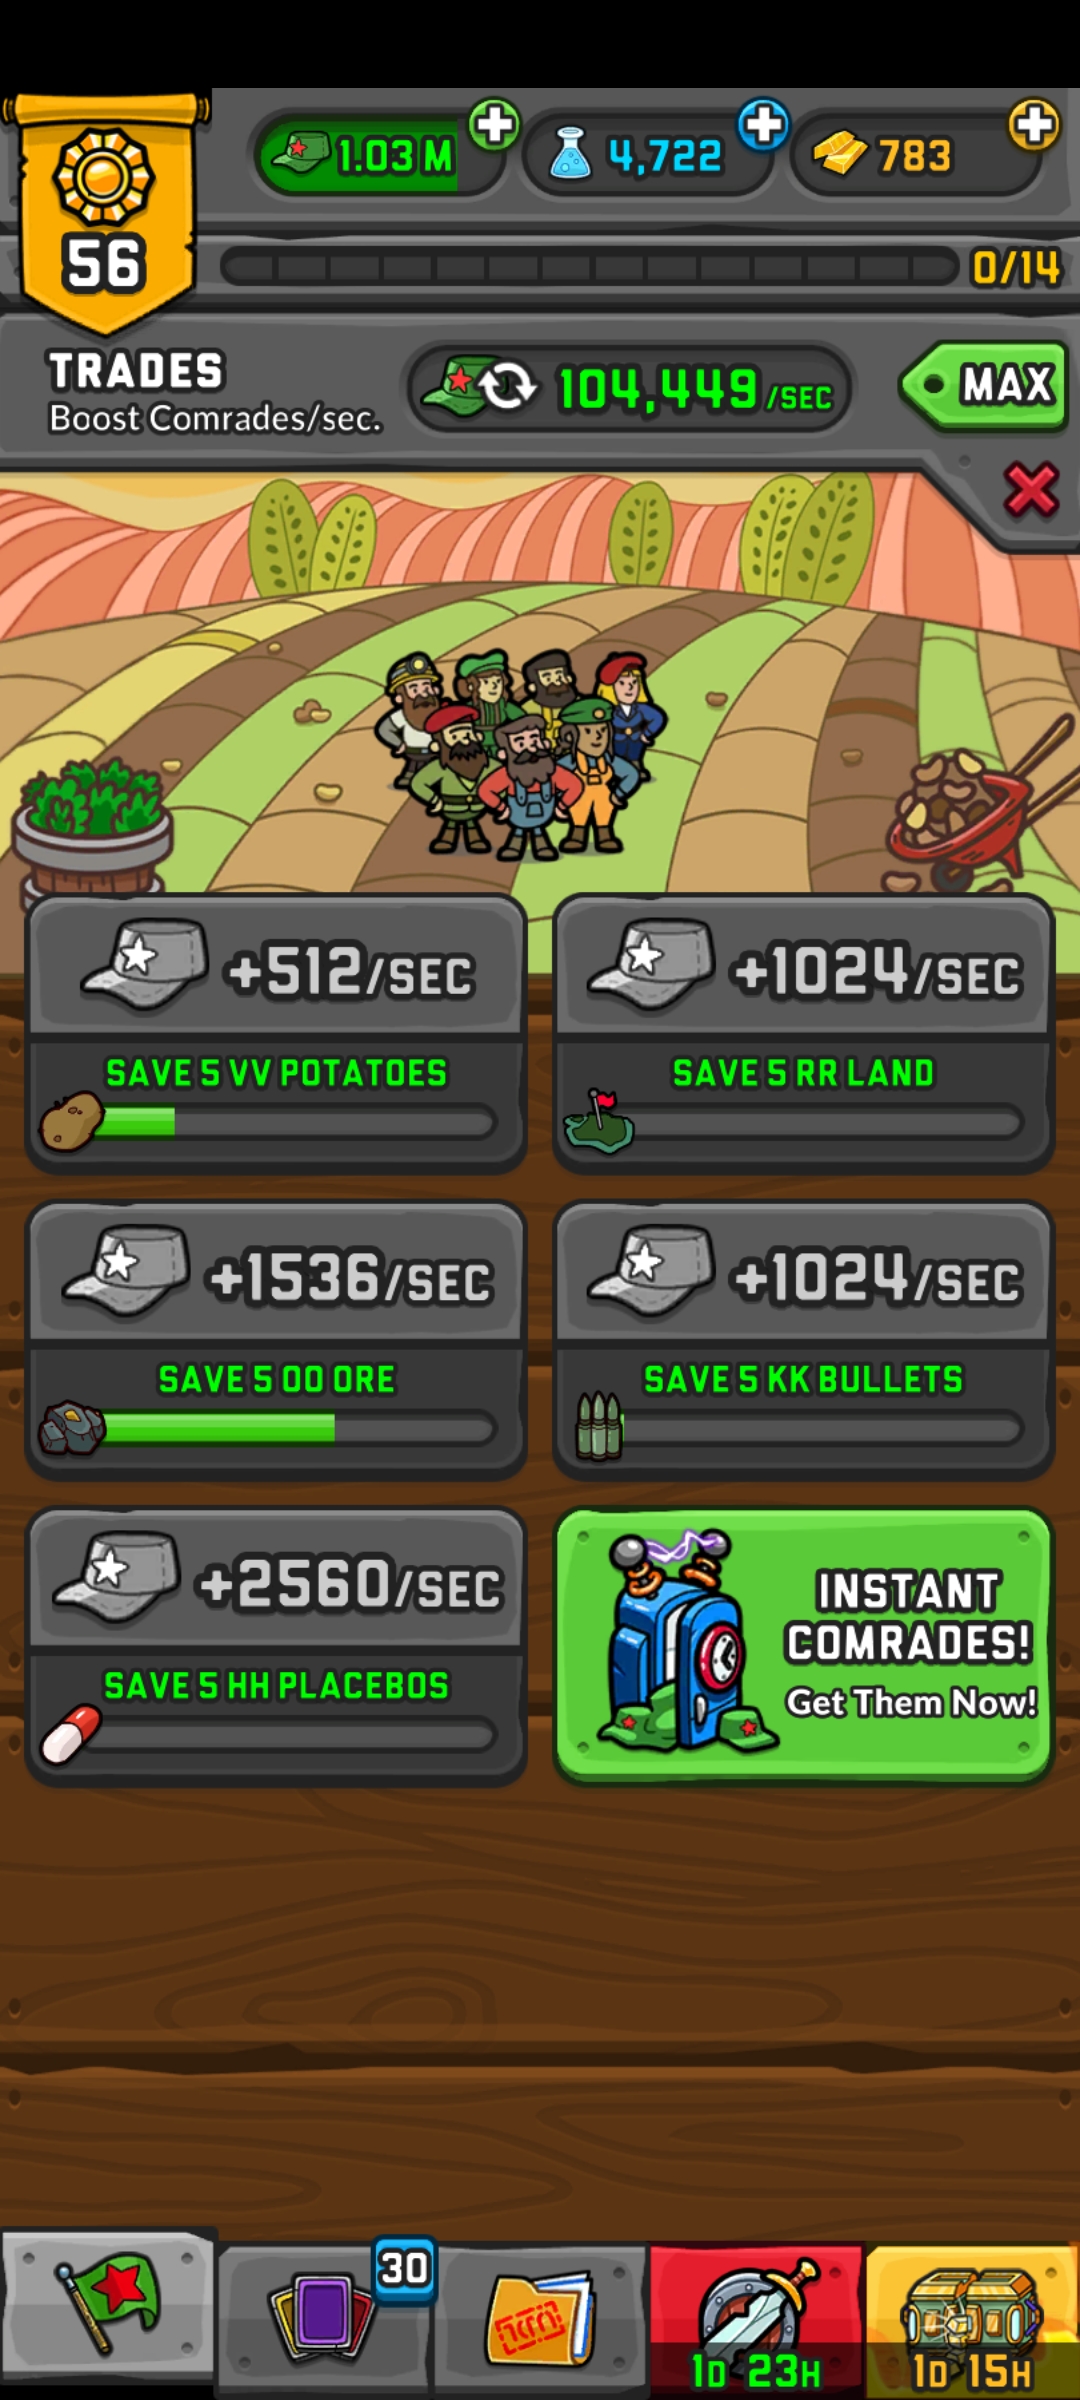 1.03 M
4,722
783
56
0/14
TRADES
Boost Comrades/sec.
104,449/SEC
MAX
+512/SEC
+1024/SEC
SAVE 5 VV POTATOES
SAVE 5 RR LAND
+1536/SEC
+1024/SEC
SAVE 5 OO ORE
SAVE 5 KK BULLETS
+2560/SEC
SAVE 5 HH PLACEBOS
INSTANT
COMRADES!
Get Them Now!
30
1D 23H
1D 15H